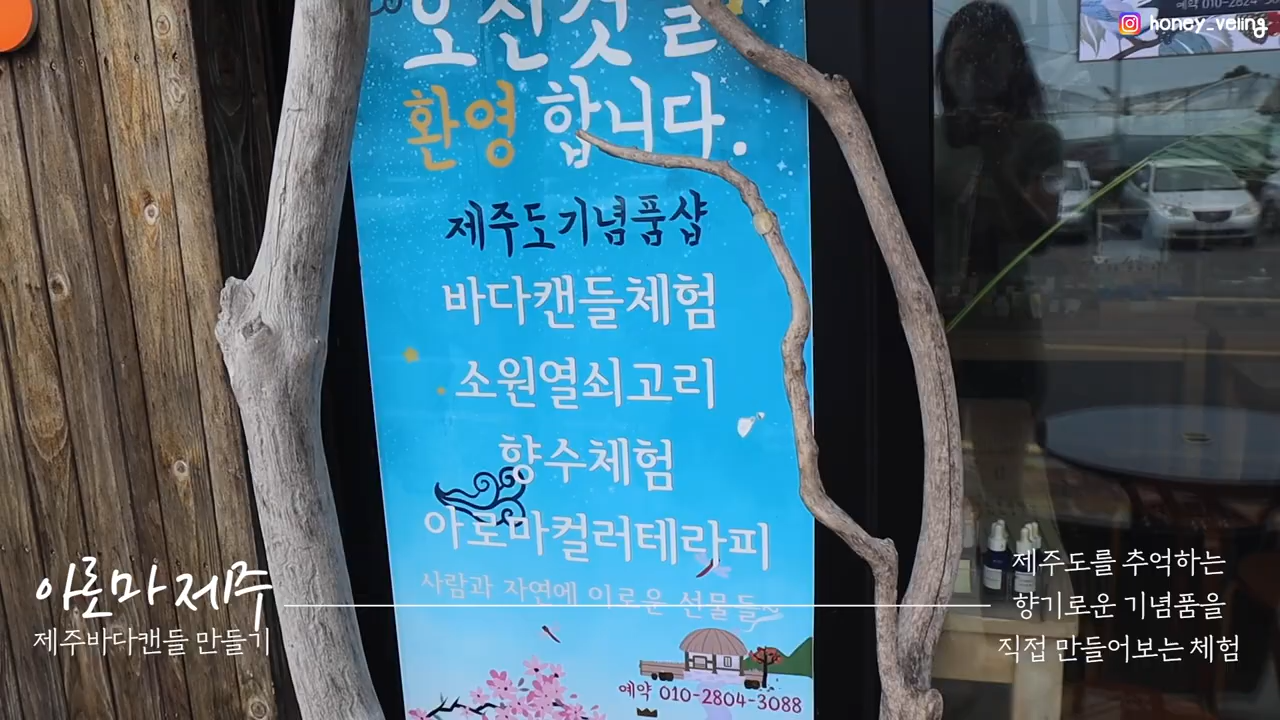 예약 010-2824-
honey_veling
오신것을
환영 합니다.
제주도기념품샵
바다캔들체험
소원열쇠고리
향수체험
아로마컬러테라피
사람과 자연에 이로운 선물들~
예약 010-2804-3088
아로마 제주
제주바다캔들 만들기
제주도를 추억하는
향기로운 기념품을
직접 만들어보는 체험